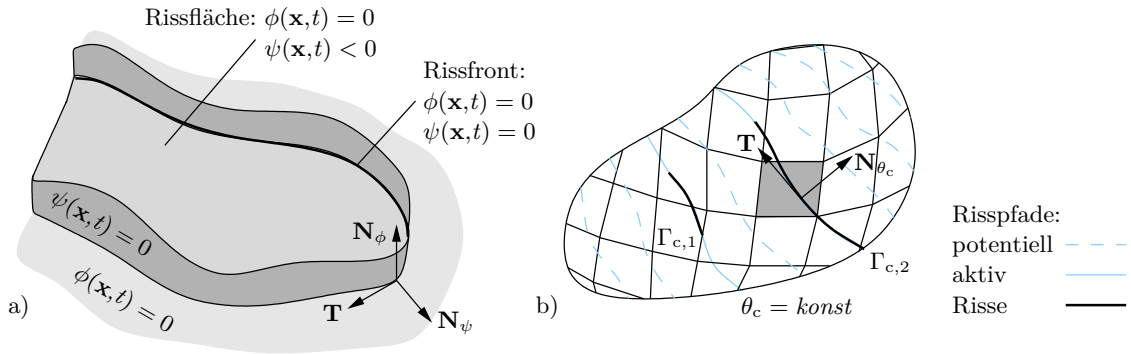 Rissfläche: ϕ(x,t) = 0
ψ(x,t) < 0
Rissfront:
ϕ(x,t) = 0
ψ(x,t) = 0
ψ(x,t) = 0
ϕ(x,t) = 0
N_ϕ
T
N_ψ
a)
T
N_θc
Γc,1
Γc,2
θc = konst
b)
Risspfade:
potentiell
aktiv
Risse